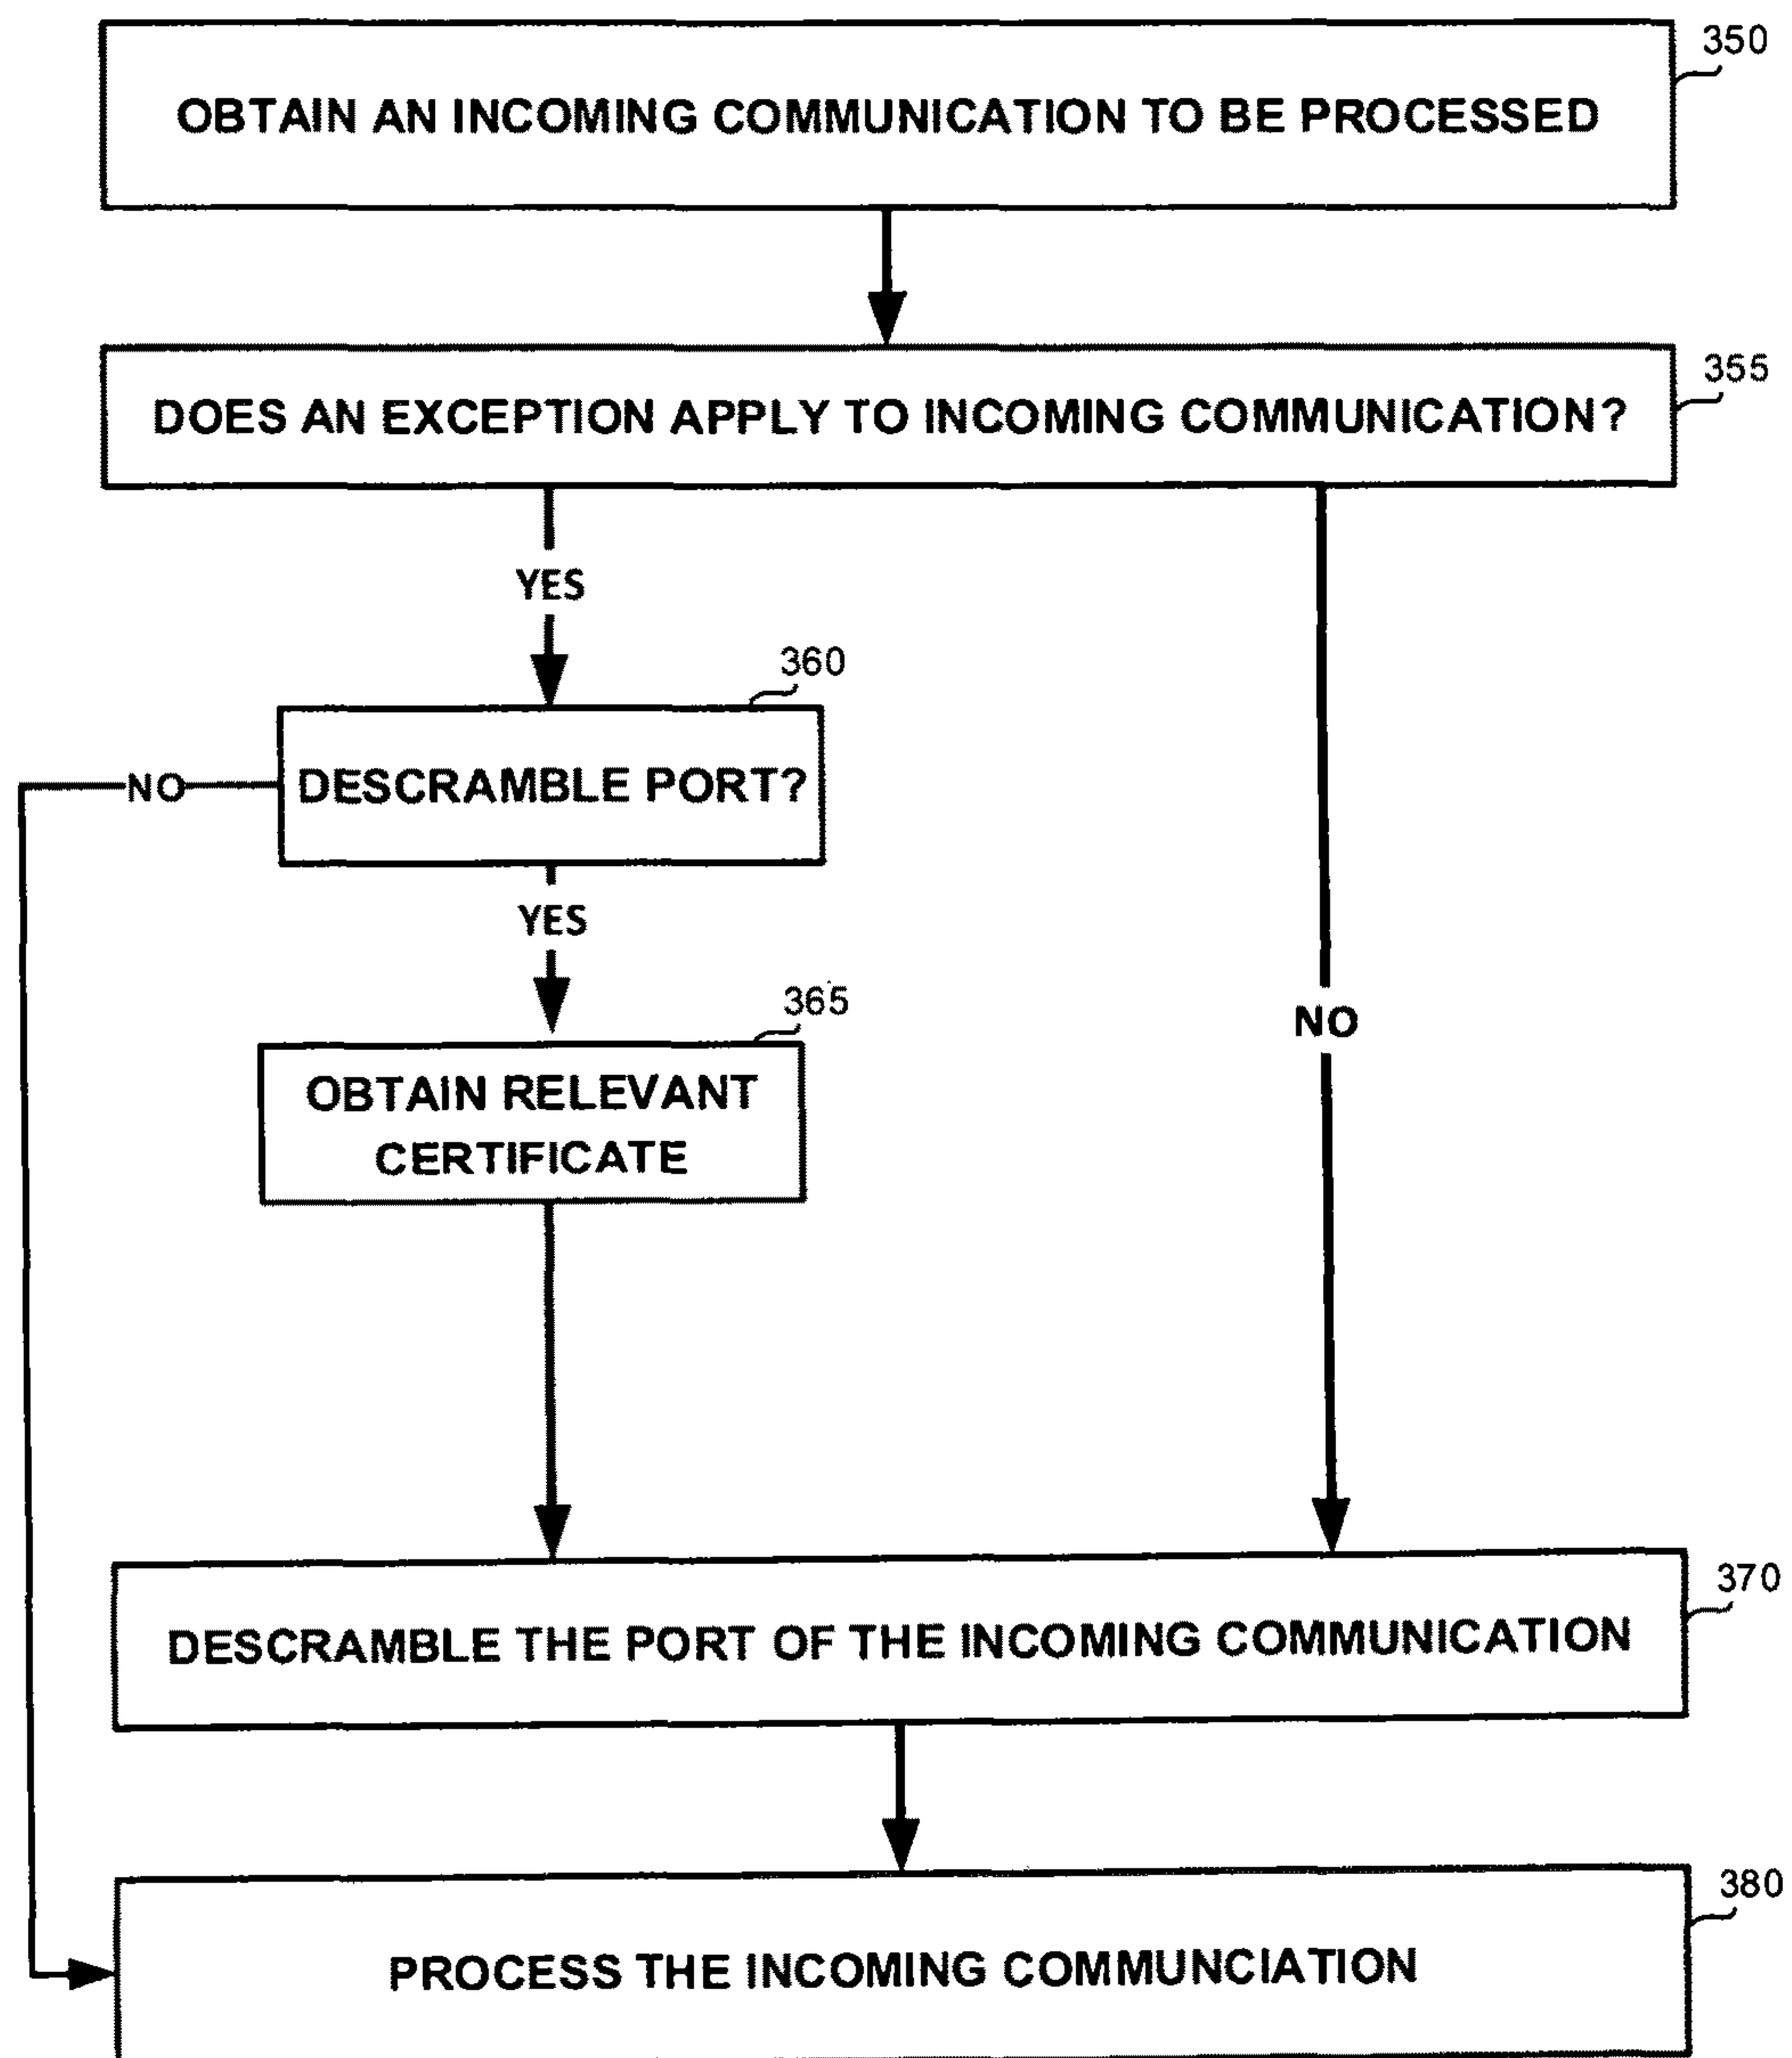 350
OBTAIN AN INCOMING COMMUNICATION TO BE PROCESSED
355
DOES AN EXCEPTION APPLY TO INCOMING COMMUNICATION?
YES
360
DESCRAMBLE PORT?
NO
YES
365
OBTAIN RELEVANT
CERTIFICATE
NO
370
DESCRAMBLE THE PORT OF THE INCOMING COMMUNICATION
380
PROCESS THE INCOMING COMMUNCIATION